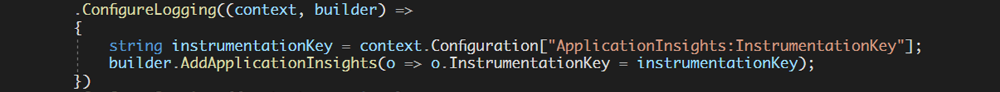 .ConfigureLogging((context, builder) =>
{
string instrumentationKey = context.Configuration["ApplicationInsights:InstrumentationKey"];
builder.AddApplicationInsights(o => o.InstrumentationKey = instrumentationKey);
})